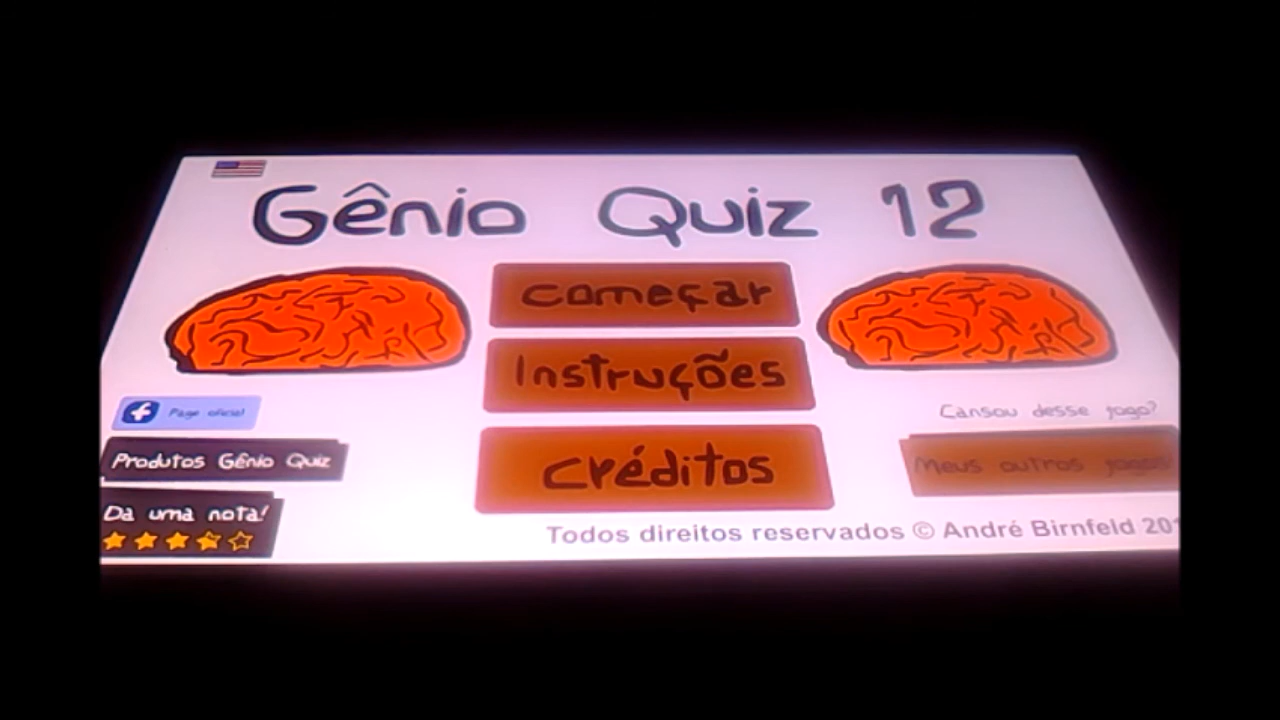 Gênio Quiz 12
começar
Instruções
créditos
Page oficial
Produtos Gênio Quiz
Da uma nota!
Cansou desse jogo?
Meus outros jogos
Todos direitos reservados © André Birnfeld 201